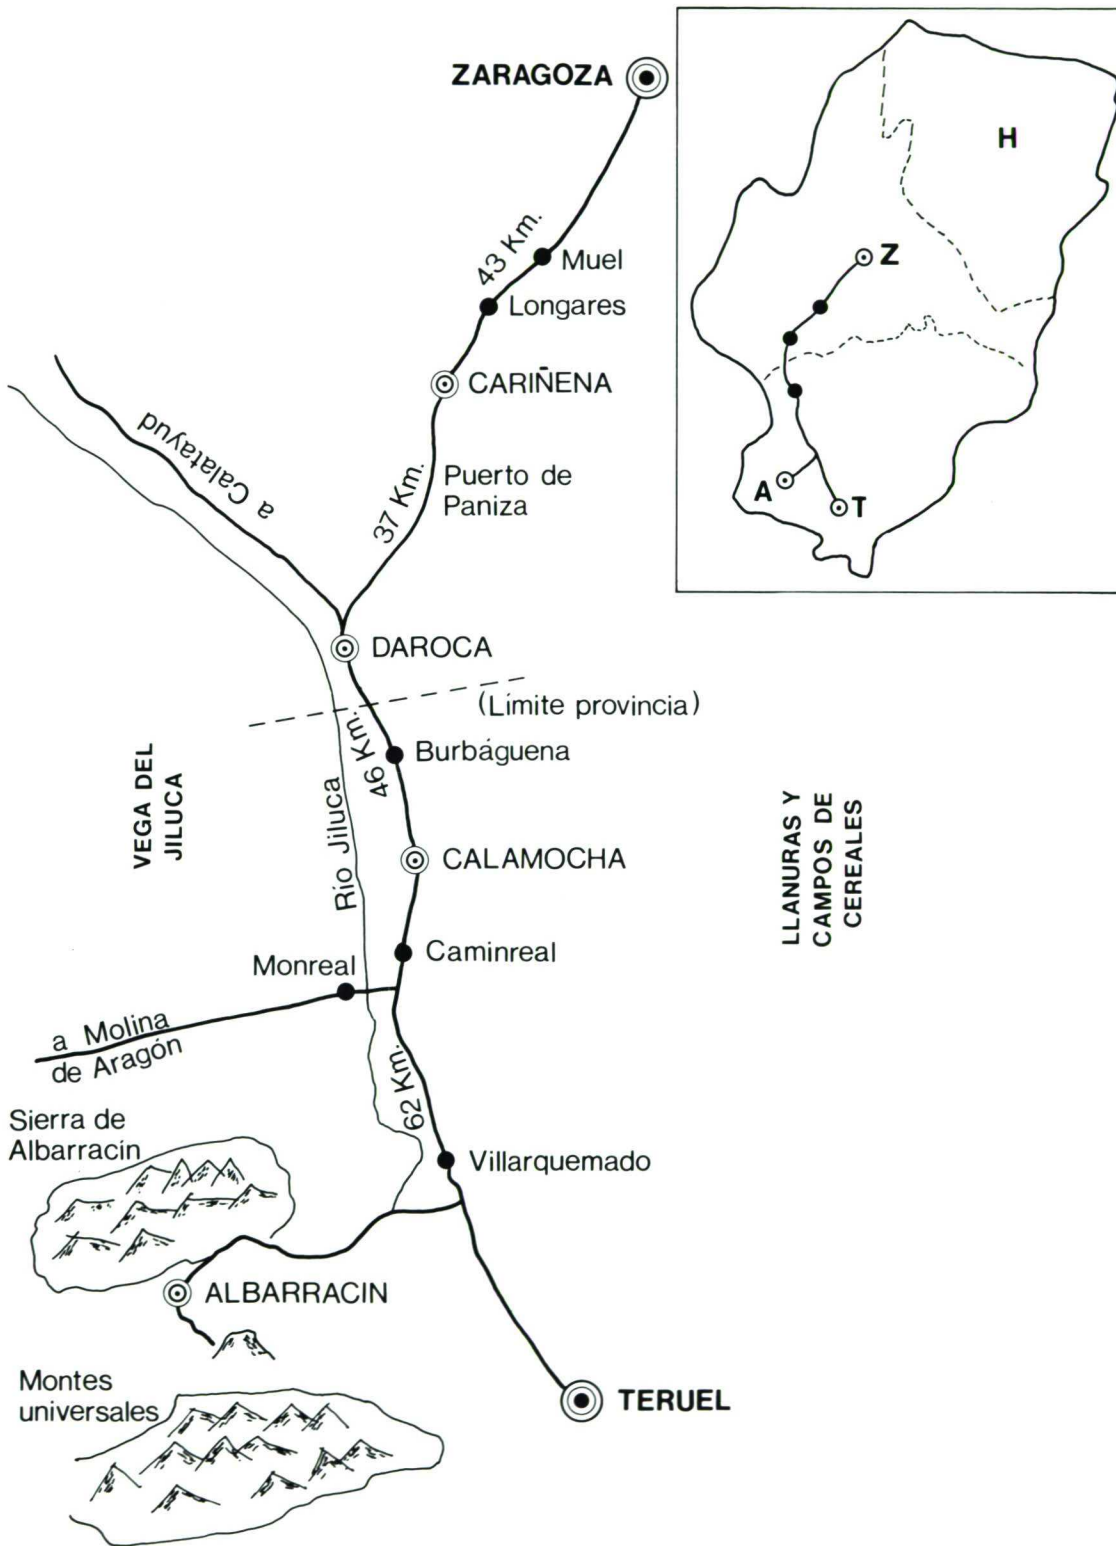 ZARAGOZA
43 Km.
Muel
Longares
CARIÑENA
a Calatayud
37 Km.
Puerto de
Paniza
DAROCA
(Límite provincia)
46 Km.
Burbáguena
VEGA DEL
JILUCA
Río Jiluca
CALAMOCHA
LLANURAS Y
CAMPOS DE
CEREALES
Caminreal
Monreal
a Molina
de Aragón
62 Km.
Sierra de
Albarracín
Villarquemado
ALBARRACIN
Montes
universales
TERUEL
H
Z
A
T